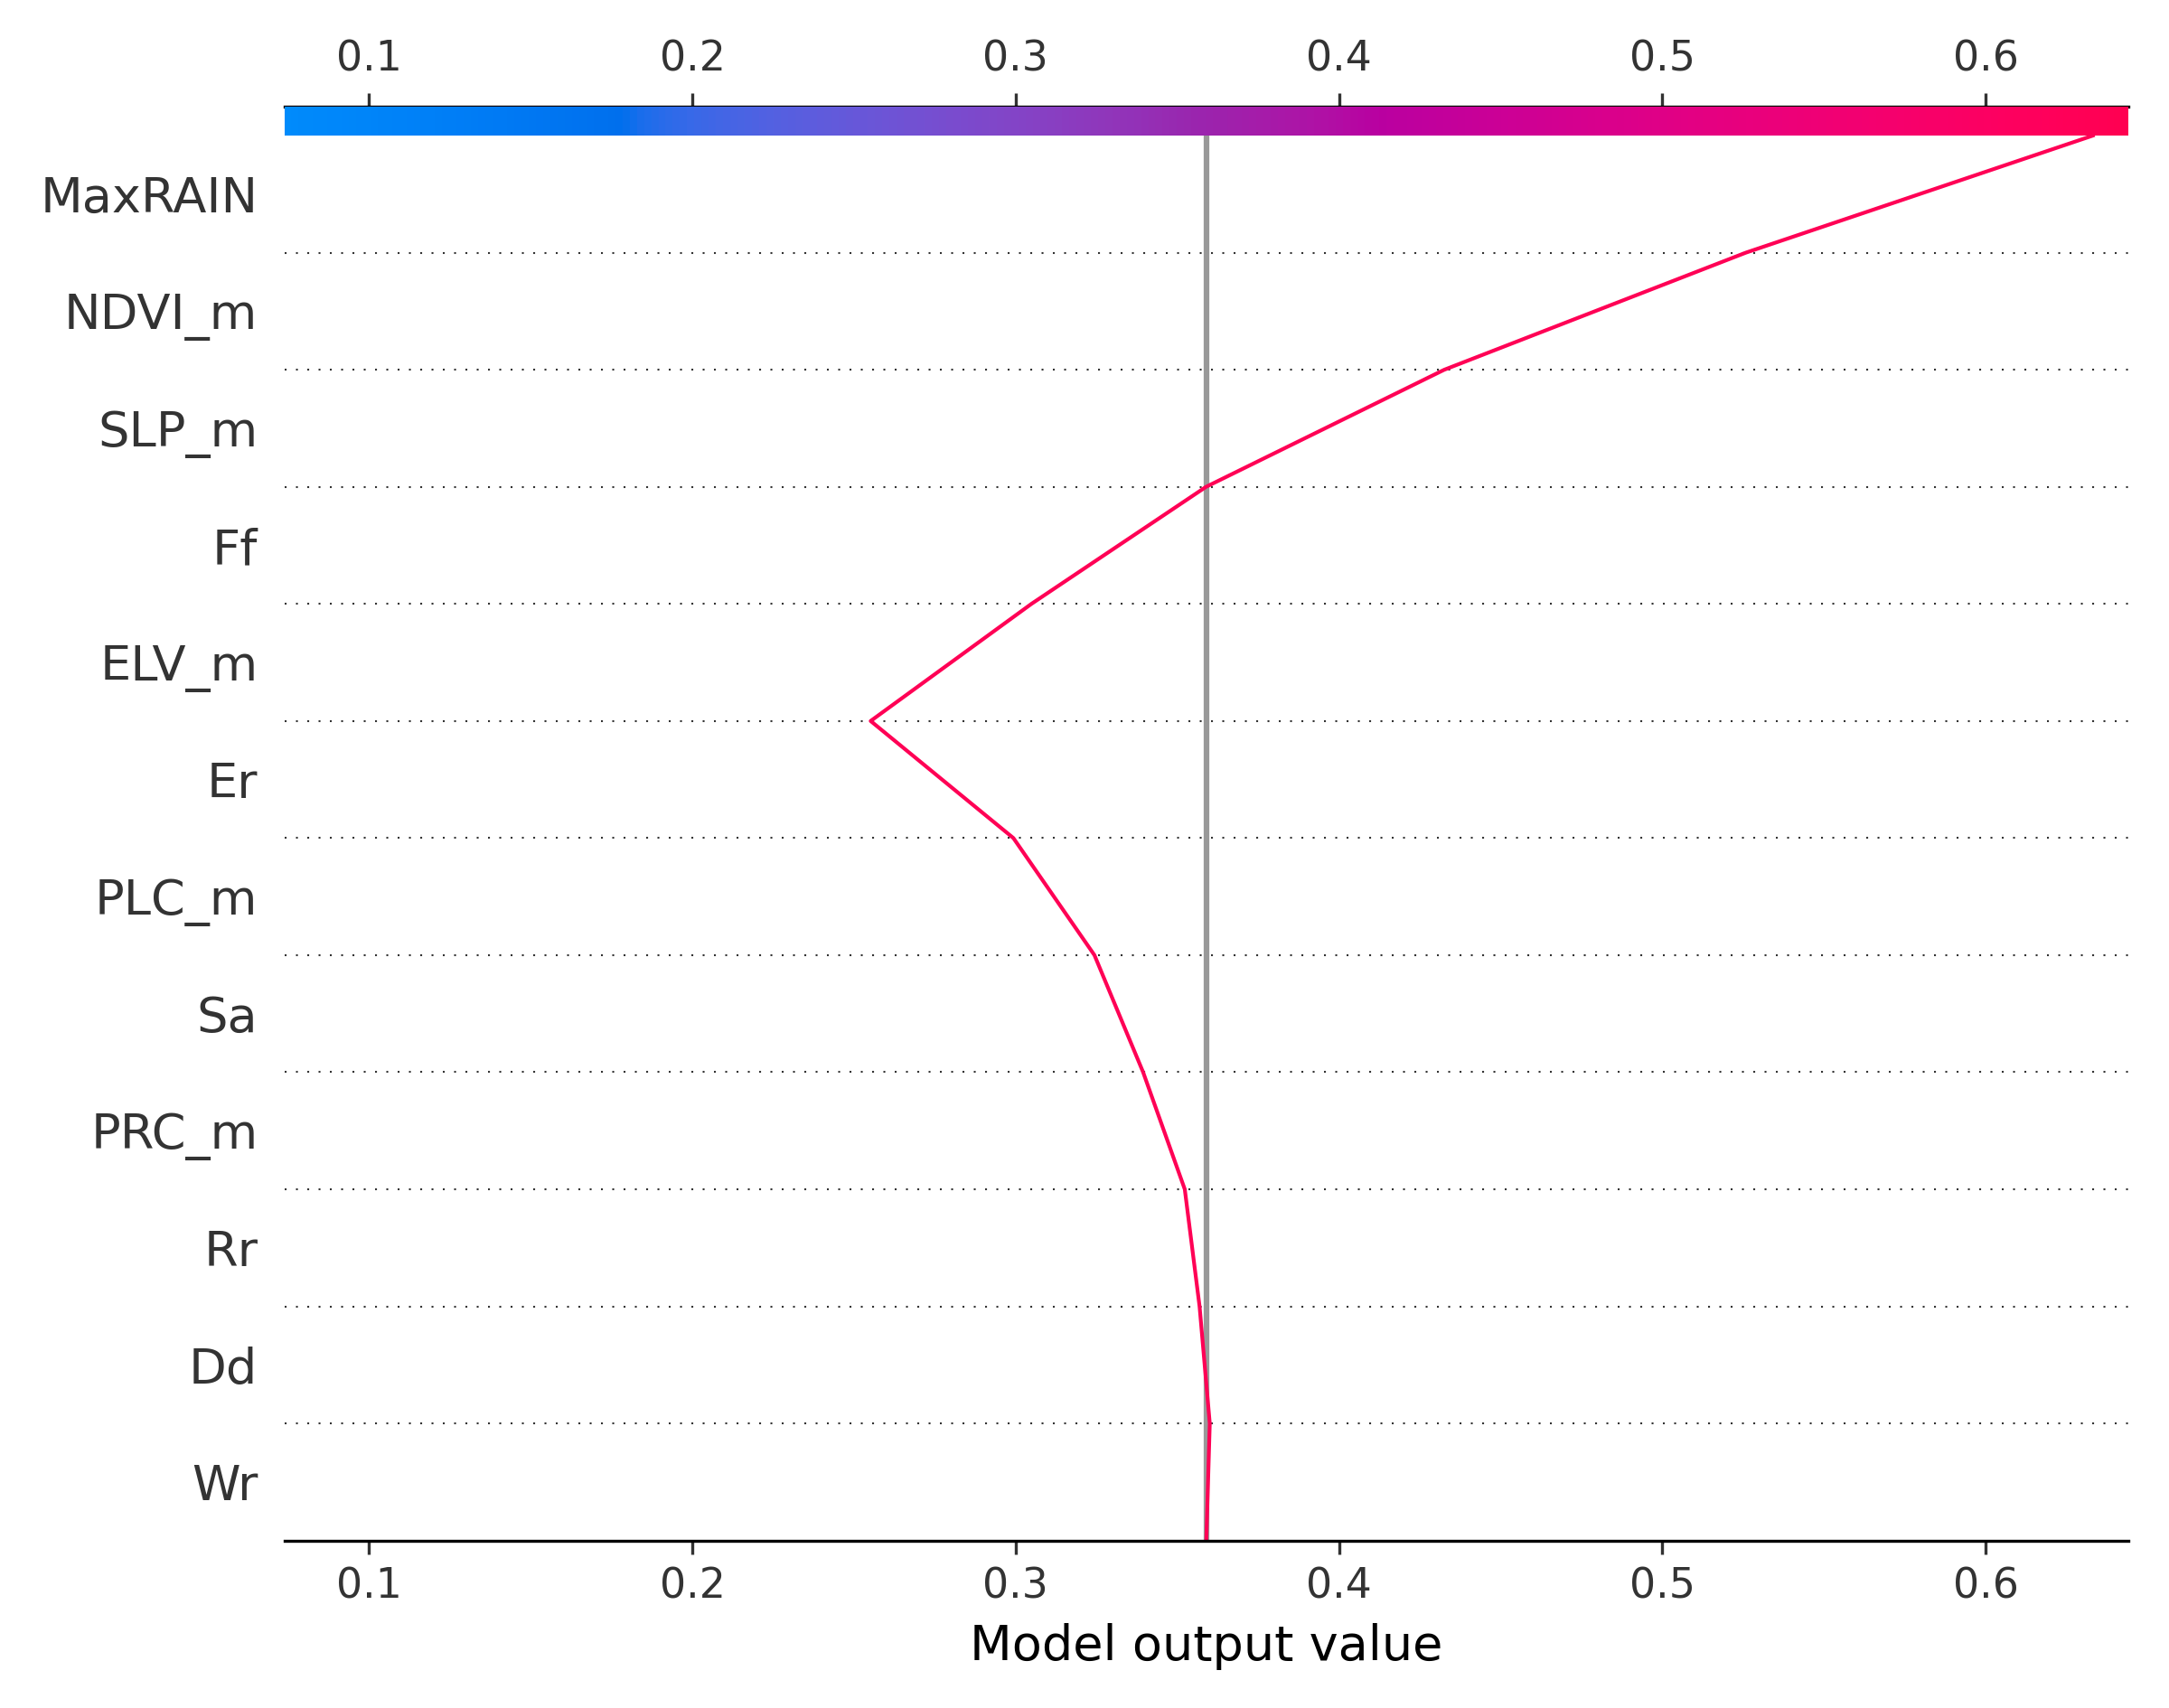 0.1 0.2 0.3 0.4 0.5 0.6
MaxRAIN
NDVI_m
SLP_m
Ff
ELV_m
Er
PLC_m
Sa
PRC_m
Rr
Dd
Wr
0.1 0.2 0.3 0.4 0.5 0.6
Model output value